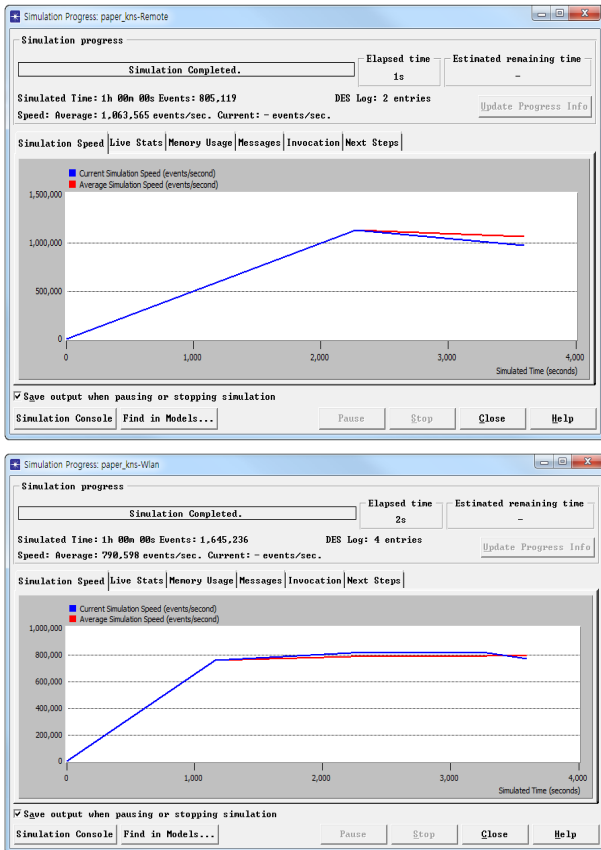 Simulation Progress: paper_kns-Remote
Simulation progress
Elapsed time
Estimated remaining time
Simulation Completed.
1s
-
Simulated Time: 1h 00m 00s Events: 805,119
DES Log: 2 entries
Update Progress Info
Speed: Average: 1,063,565 events/sec. Current: - events/sec.
Simulation Speed Live Stats Memory Usage Messages Invocation Next Steps
Current Simulation Speed (events/second)
Average Simulation Speed (events/second)
1,500,000
1,000,000
500,000
0
0 1,000 2,000 3,000 4,000
Simulated Time (seconds)
Save output when pausing or stopping simulation
Simulation Console Find in Models... Pause Stop Close Help
Simulation Progress: paper_kns-Wlan
Simulation progress
Elapsed time
Estimated remaining time
Simulation Completed.
2s
-
Simulated Time: 1h 00m 00s Events: 1,645,236
DES Log: 4 entries
Update Progress Info
Speed: Average: 790,598 events/sec. Current: - events/sec.
Simulation Speed Live Stats Memory Usage Messages Invocation Next Steps
Current Simulation Speed (events/second)
Average Simulation Speed (events/second)
1,000,000
800,000
600,000
400,000
200,000
0
0 1,000 2,000 3,000 4,000
Simulated Time (seconds)
Save output when pausing or stopping simulation
Simulation Console Find in Models... Pause Stop Close Help